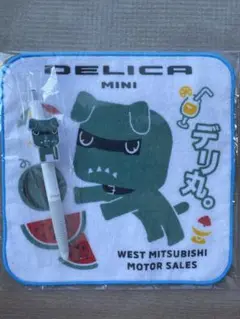 DELICA
MINI
デリ丸。
WEST MITSUBISHI
MOTOR SALES